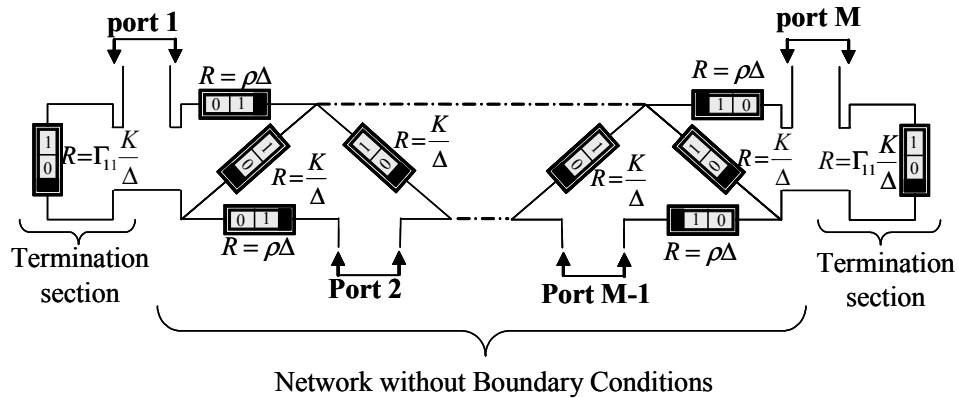 port 1
port M
R = ρΔ
0 1
R = ρΔ
1 0
1 0
R=Γ11 K/Δ
0 1
R = K/Δ
1 0
R = K/Δ
0 1
R = K/Δ
1 0
R = K/Δ
R = Γ11 K/Δ
1 0
0 1
R = ρΔ
1 0
R = ρΔ
Termination section
Port 2
Port M-1
Termination section
Network without Boundary Conditions